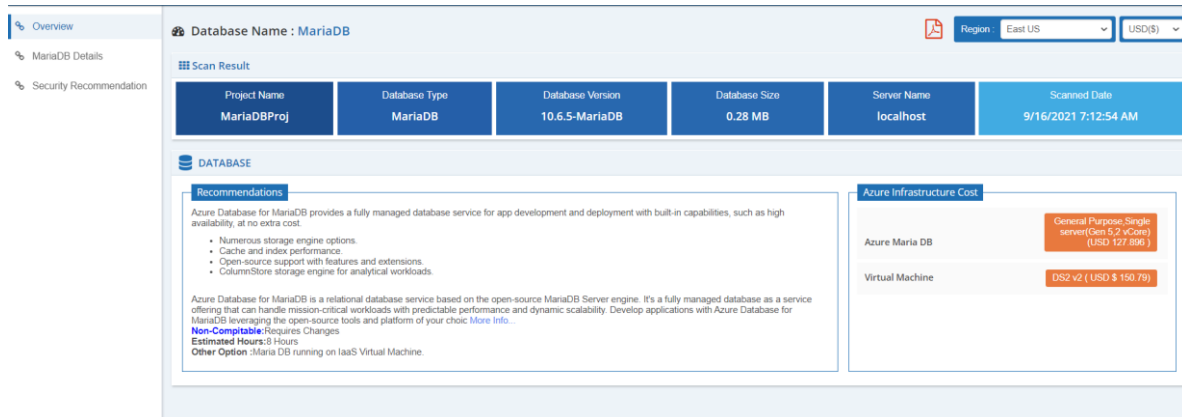 Overview
MariaDB Details
Security Recommendation
Database Name : MariaDB
Region : East US USD($)
Scan Result
Project Name Database Type Database Version Database Size Server Name Scanned Date
MariaDBProj MariaDB 10.6.5-MariaDB 0.28 MB localhost 9/16/2021 7:12:54 AM
DATABASE
Recommendations
Azure Database for MariaDB provides a fully managed database service for app development and deployment with built-in capabilities, such as high
availability, at no extra cost.
• Numerous storage engine options.
• Cache and index performance.
• Open-source support with features and extensions.
• ColumnStore storage engine for analytical workloads.
Azure Database for MariaDB is a relational database service based on the open-source MariaDB Server engine. It's a fully managed database as a service
offering that can handle mission-critical workloads with predictable performance and dynamic scalability. Develop applications with Azure Database for
MariaDB leveraging the open-source tools and platform of your choic More Info...
Non-Compitable:Requires Changes
Estimated Hours:8 Hours
Other Option :Maria DB running on IaaS Virtual Machine.
Azure Infrastructure Cost
Azure Maria DB
General Purpose,Single
server(Gen 5,2 vCore)
(USD 127.896 )
Virtual Machine
DS2 v2 ( USD $ 150.79)